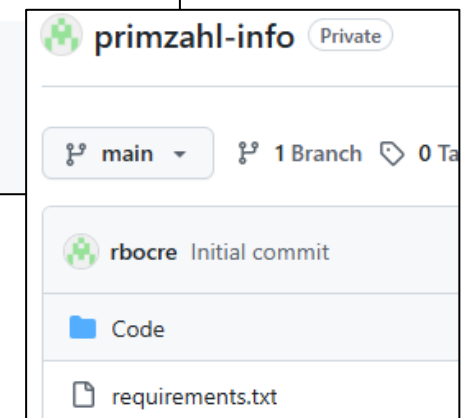 primzahl-info Private
main 1 Branch 0 Ta
rbocre Initial commit
Code
requirements.txt